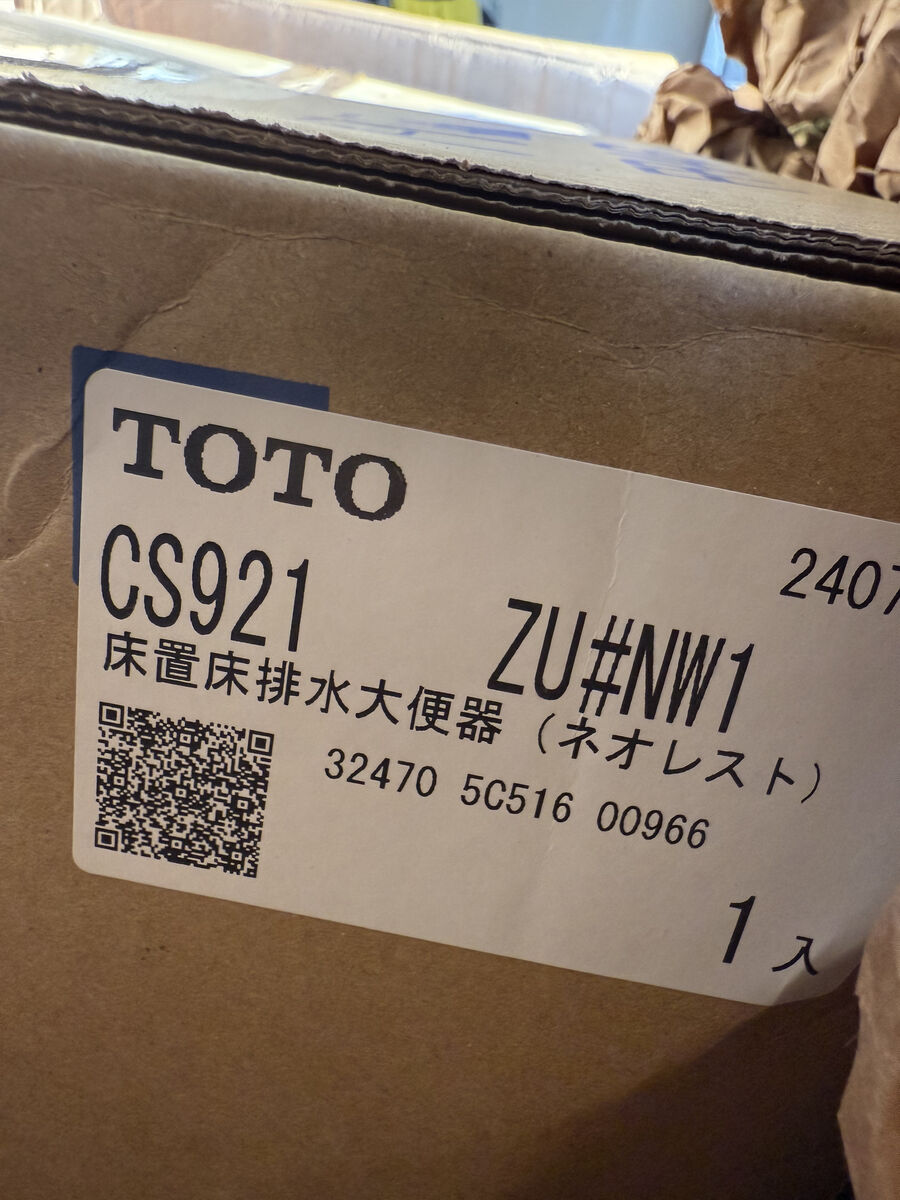 TOTO
2407
CS921 ZU#NW1
床置床排水大便器（ネオレスト）
32470 5C516 00966
1 入